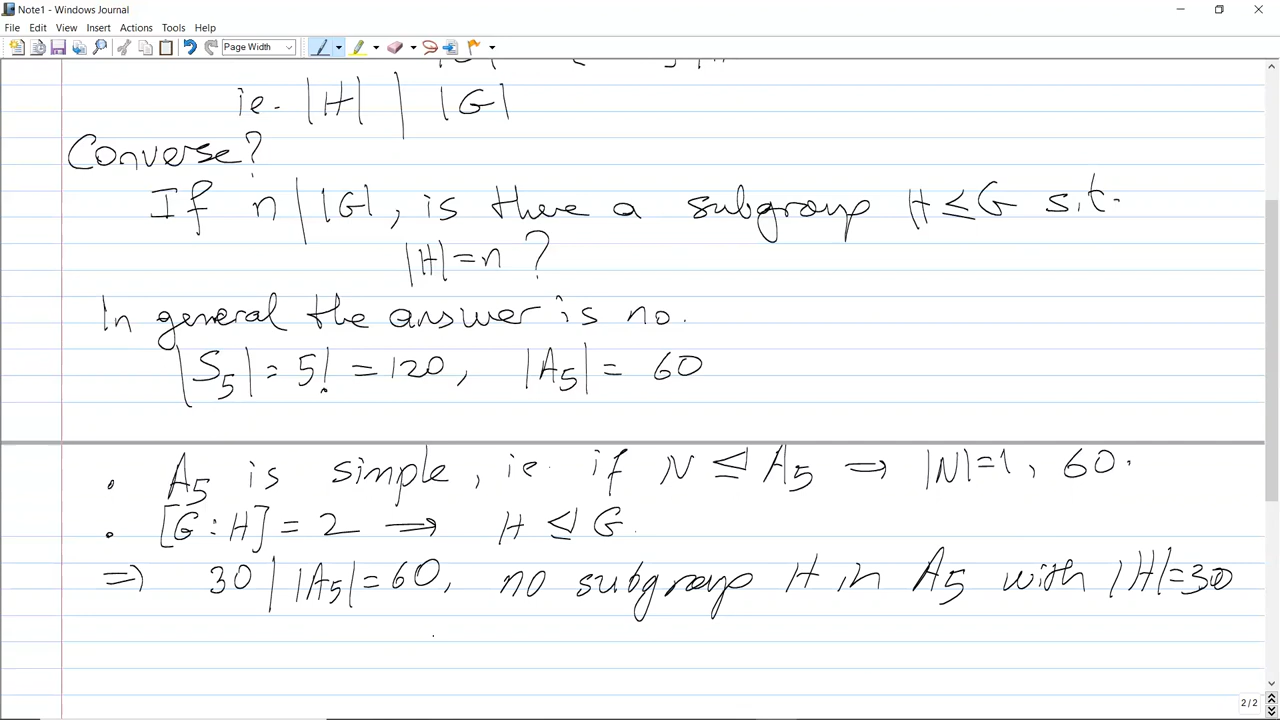 Note1 - Windows Journal
File Edit View Insert Actions Tools Help
Page Width
ie. |H| | |G|
Converse?
If n | |G|, is there a subgroup H ≤ G s.t.
|H| = n ?
In general the answer is no.
|S₅| = 5! = 120, |A₅| = 60
. A₅ is simple, ie. if N ⊴ A₅ ⇒ |N|=1, 60.
. [G : H] = 2 → H ⊴ G.
⇒ 30 | |A₅| = 60, no subgroup H in A₅ with |H|=30
2/2